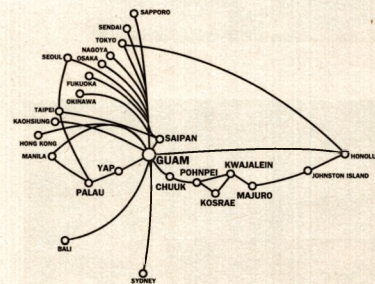 SAPPORO
SENDAI
TOKYO
NAGOYA
SEOUL
OSAKA
FUKUOKA
OKINAWA
TAIPEI
KAOHSIUNG
SAIPAN
HONG KONG
MANILA
GUAM
HONOLU
YAP
POHNPEI
KWAJALEIN
JOHNSTON ISLAND
CHUUK
PALAU
KOSRAE
MAJURO
BALI
SYDNEY